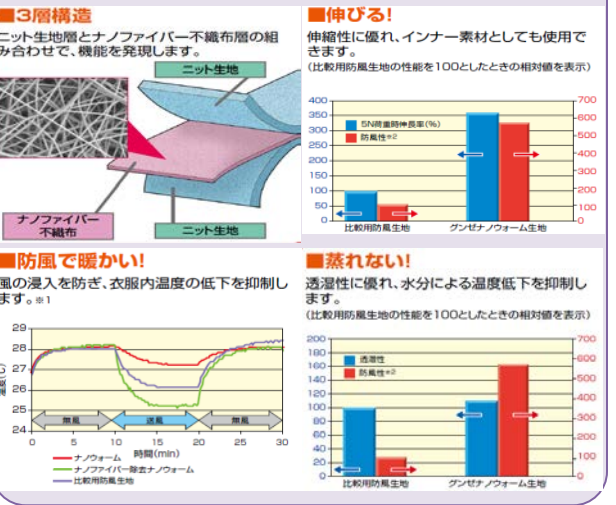 ■3層構造
ニット生地層とナノファイバー不織布層の組
み合わせで、機能を発現します。
ニット生地
ナノファイバー
不織布
ニット生地
■伸びる!
伸縮性に優れ、インナー素材としても使用で
きます。
(比較用防風生地の性能を100としたときの相対値を表示)
400
350
300
250
200
150
100
50
0
5N荷重時伸長率(%)
防風性※2
700
600
500
400
300
200
100
0
比較用防風生地
グンゼナノウォーム生地
■防風で暖かい!
風の浸入を防ぎ、衣服内温度の低下を抑制し
ます。※1
温度(℃)
29
28
27
26
25
24
無風
送風
無風
0 5 10 15 20 25 30
時間(min)
ナノウォーム
ナノファイバー除去ナノウォーム
比較用防風生地
■蒸れない!
透湿性に優れ、水分による温度低下を抑制し
ます。
(比較用防風生地の性能を100としたときの相対値を表示)
200
180
160
140
120
100
80
60
40
20
0
透湿性
防風性※2
700
600
500
400
300
200
100
0
比較用防風生地
グンゼナノウォーム生地